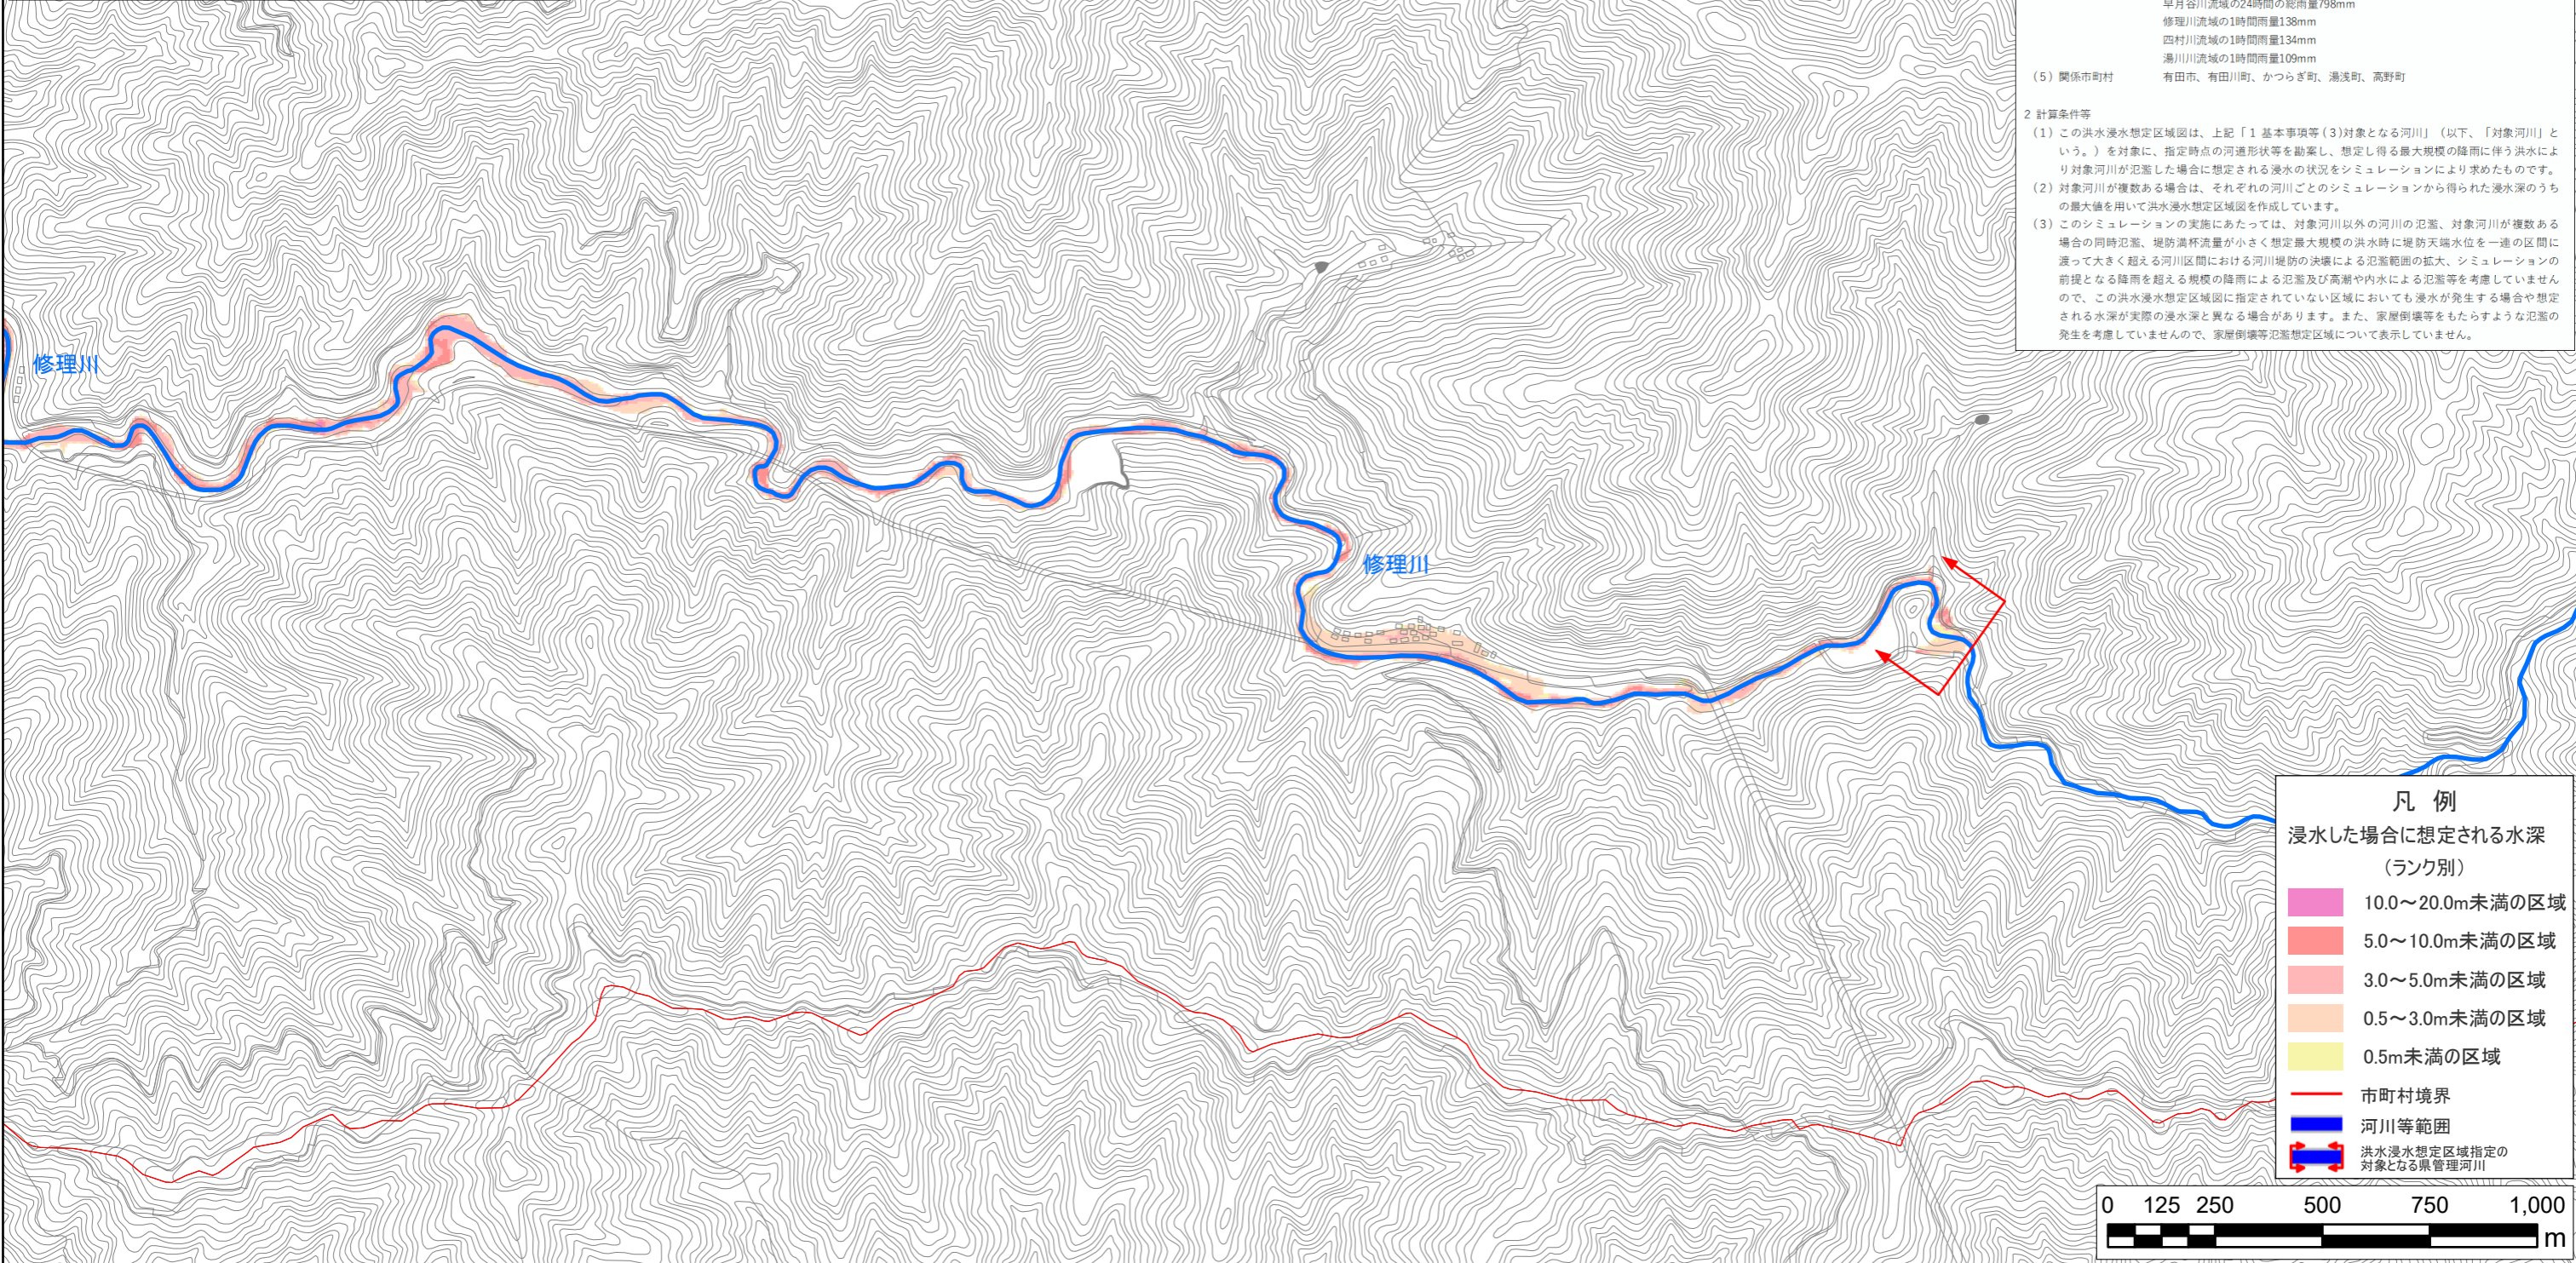 早月谷川流域の24時間の総雨量798mm
修理川流域の1時間雨量138mm
四村川流域の1時間雨量134mm
湯川川流域の1時間雨量109mm
(5) 関係市町村 有田市、有田川町、かつらぎ町、湯浅町、高野町
2 計算条件等
(1) この洪水浸水想定区域図は、上記「1 基本事項等(3)対象となる河川」(以下、「対象河川」と
いう。)を対象に、指定時点の河道形状等を勘案し、想定し得る最大規模の降雨に伴う洪水によ
り対象河川が氾濫した場合に想定される浸水の状況をシミュレーションにより求めたものです。
(2) 対象河川が複数ある場合は、それぞれの河川ごとのシミュレーションから得られた浸水深のうち
の最大値を用いて洪水浸水想定区域図を作成しています。
(3) このシミュレーションの実施にあたっては、対象河川以外の河川の氾濫、対象河川が複数ある
場合の同時氾濫、堤防満杯流量が小さく想定最大規模の洪水時に堤防天端水位を一連の区間に
渡って大きく超える河川区間における河川堤防の決壊による氾濫範囲の拡大、シミュレーションの
前提となる降雨を超える規模の降雨による氾濫及び高潮や内水による氾濫等を考慮していません
ので、この洪水浸水想定区域図に指定されていない区域においても浸水が発生する場合や想定
される水深が実際の浸水深と異なる場合があります。また、家屋倒壊等をもたらすような氾濫の
発生を考慮していませんので、家屋倒壊等氾濫想定区域について表示していません。
修理川
修理川
凡 例
浸水した場合に想定される水深
(ランク別)
10.0～20.0m未満の区域
5.0～10.0m未満の区域
3.0～5.0m未満の区域
0.5～3.0m未満の区域
0.5m未満の区域
市町村境界
河川等範囲
洪水浸水想定区域指定の
対象となる県管理河川
0 125 250 500 750 1,000
m